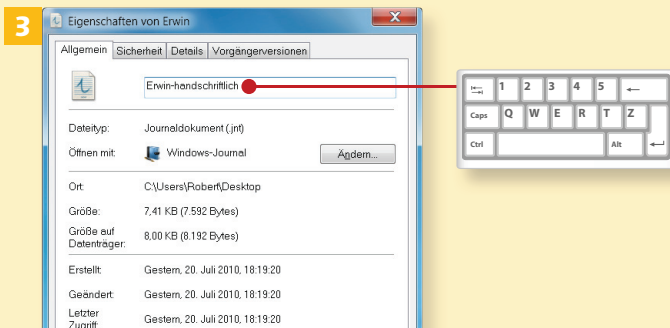 3
Eigenschaften von Erwin
Allgemein Sicherheit Details Vorgängerversionen
Erwin-handschriftlich
Dateityp: Journaldokument (.jnt)
Öffnen mit: Windows-Journal Ändern...
Ort: C:\Users\Robert\Desktop
Größe: 7,41 KB (7.592 Bytes)
Größe auf
Datenträger: 8,00 KB (8.192 Bytes)
Erstellt: Gestern, 20. Juli 2010, 18:19:20
Geändert: Gestern, 20. Juli 2010, 18:19:20
Letzter
Zugriff: Gestern, 20. Juli 2010, 18:19:20
1 2 3 4 5
Caps Q W E R T Z
Ctrl Alt